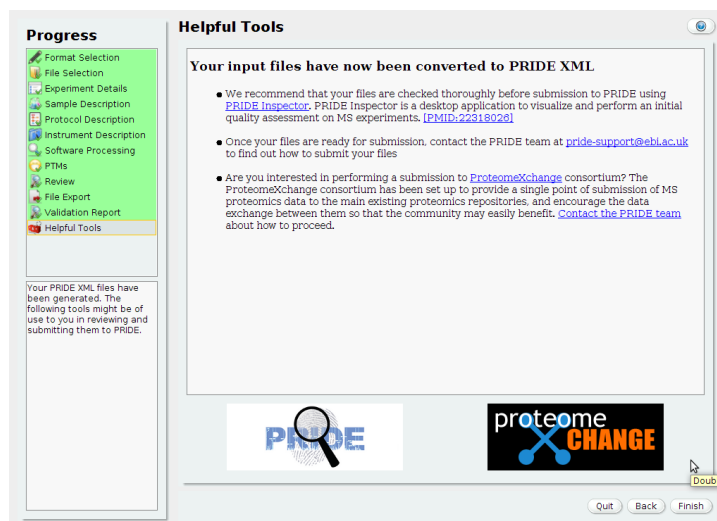 Progress
Format Selection
File Selection
Experiment Details
Sample Description
Protocol Description
Instrument Description
Software Processing
PTMs
Review
File Export
Validation Report
Helpful Tools
Your PRIDE XML files have
been generated. The
following tools might be of
use to you in reviewing and
submitting them to PRIDE.
Helpful Tools
Your input files have now been converted to PRIDE XML
We recommend that your files are checked thoroughly before submission to PRIDE using
PRIDE Inspector. PRIDE Inspector is a desktop application to visualize and perform an initial
quality assessment on MS experiments. [PMID:22318026]
Once your files are ready for submission, contact the PRIDE team at pride-support@ebi.ac.uk
to find out how to submit your files
Are you interested in performing a submission to ProteomeXchange consortium? The
ProteomeXchange consortium has been set up to provide a single point of submission of MS
proteomics data to the main existing proteomics repositories, and encourage the data
exchange between them so that the community may easily benefit. Contact the PRIDE team
about how to proceed.
PRIDE
proteome
XCHANGE
Doub
Quit Back Finish